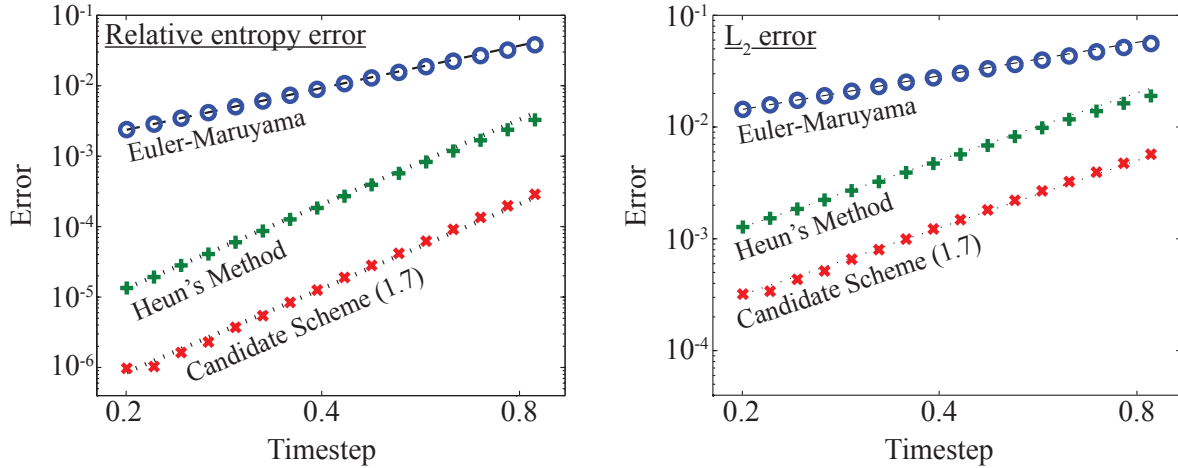 Relative entropy error
10^-1
10^-2
10^-3
10^-4
10^-5
10^-6
Error
Euler-Maruyama
Heun's Method
Candidate Scheme (1.7)
0.2
0.4
0.8
Timestep
L_2 error
10^-1
10^-2
10^-3
10^-4
Error
Euler-Maruyama
Heun's Method
Candidate Scheme (1.7)
0.2
0.4
0.8
Timestep